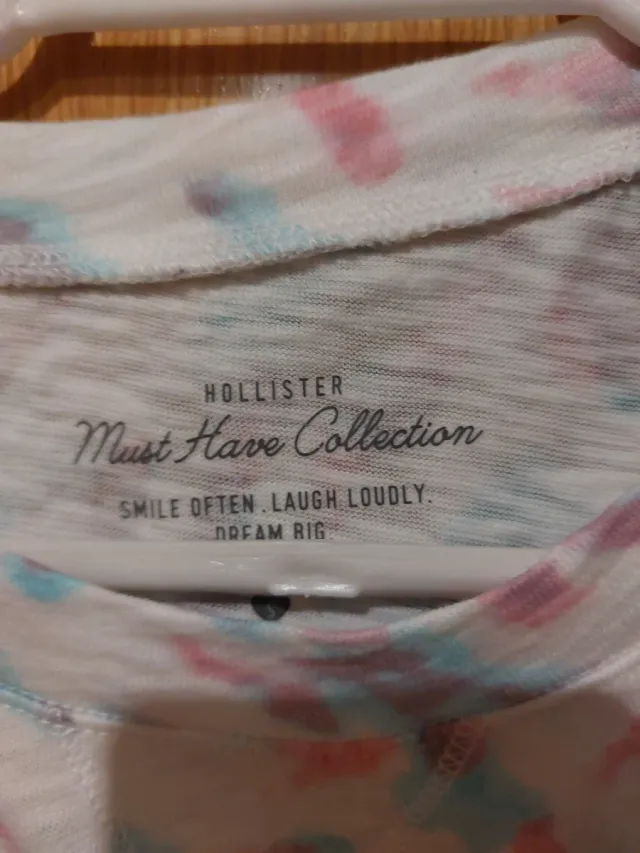 HOLLISTER
Must Have Collection
SMILE OFTEN. LAUGH LOUDLY.
DREAM BIG